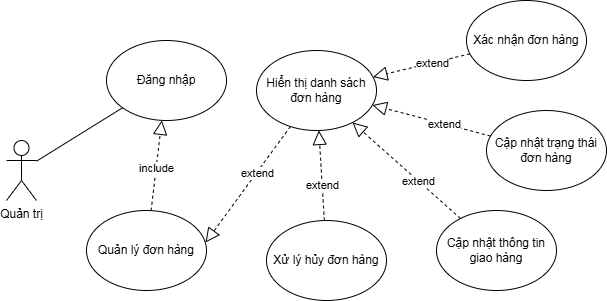 Xác nhận đơn hàng
extend
Đăng nhập
Hiển thị danh sách
đơn hàng
extend
Cập nhật trạng thái
đơn hàng
include
extend
extend
extend
Quản trị
Quản lý đơn hàng
Xử lý hủy đơn hàng
Cập nhật thông tin
giao hàng